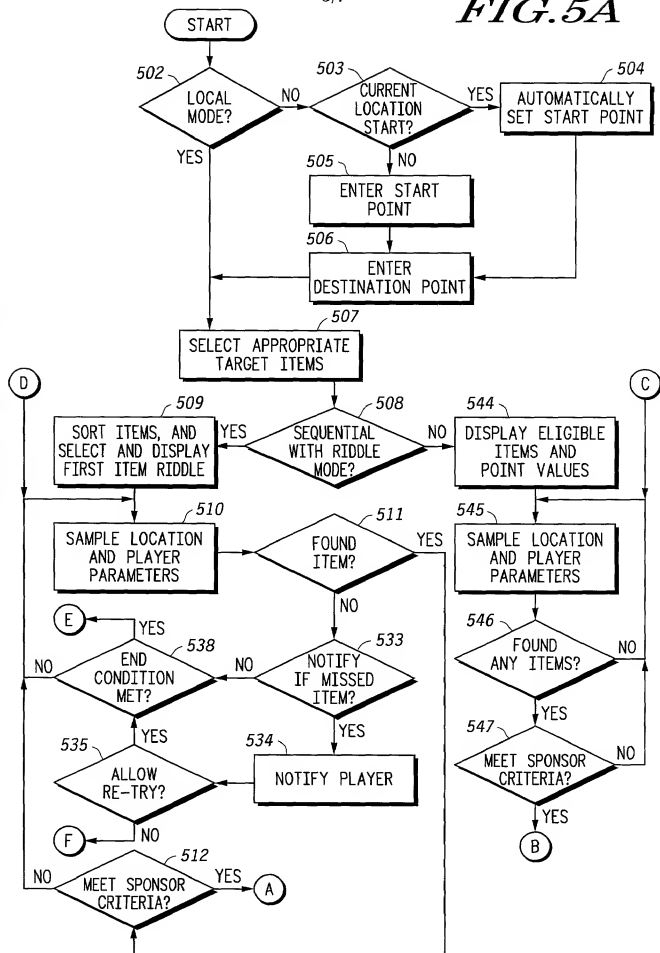 FIG.5A
START
502
LOCAL
MODE?
NO
YES
503
CURRENT
LOCATION
START?
YES
NO
504
AUTOMATICALLY
SET START POINT
505
ENTER START
POINT
506
ENTER
DESTINATION POINT
507
SELECT APPROPRIATE
TARGET ITEMS
D
C
509
SORT ITEMS, AND
SELECT AND DISPLAY
FIRST ITEM RIDDLE
YES
508
SEQUENTIAL
WITH RIDDLE
MODE?
NO
544
DISPLAY ELIGIBLE
ITEMS AND
POINT VALUES
510
SAMPLE LOCATION
AND PLAYER
PARAMETERS
511
FOUND
ITEM?
YES
NO
545
SAMPLE LOCATION
AND PLAYER
PARAMETERS
E
YES
538
END
CONDITION
MET?
NO
NO
533
NOTIFY
IF MISSED
ITEM?
YES
546
FOUND
ANY ITEMS?
NO
YES
535
YES
ALLOW
RE-TRY?
NO
F
534
NOTIFY PLAYER
547
MEET SPONSOR
CRITERIA?
NO
YES
B
512
NO
MEET SPONSOR
CRITERIA?
YES
A